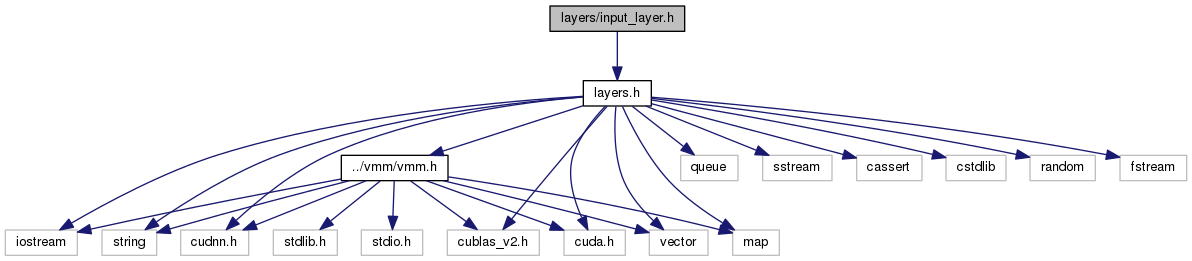 layers/input_layer.h
layers.h
../vmm/vmm.h
queue
sstream
cassert
cstdlib
random
fstream
iostream
string
cudnn.h
stdlib.h
stdio.h
cublas_v2.h
cuda.h
vector
map